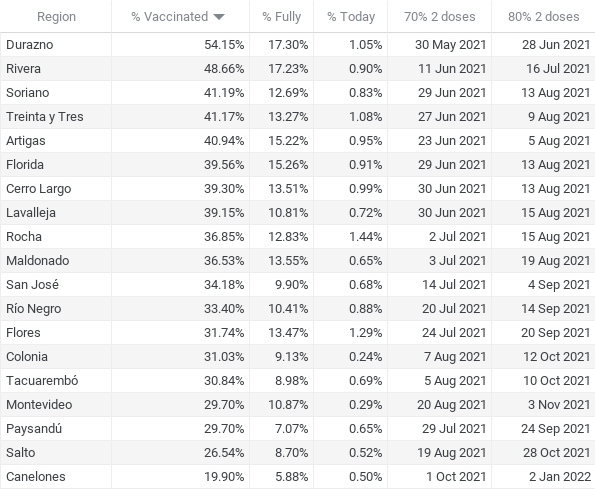 Region % Vaccinated % Fully % Today 70% 2 doses 80% 2 doses
Durazno 54.15% 17.30% 1.05% 30 May 2021 28 Jun 2021
Rivera 48.66% 17.23% 0.90% 11 Jun 2021 16 Jul 2021
Soriano 41.19% 12.69% 0.83% 29 Jun 2021 13 Aug 2021
Treinta y Tres 41.17% 13.27% 1.08% 27 Jun 2021 9 Aug 2021
Artigas 40.94% 15.22% 0.95% 23 Jun 2021 5 Aug 2021
Florida 39.56% 15.26% 0.91% 29 Jun 2021 13 Aug 2021
Cerro Largo 39.30% 13.51% 0.99% 30 Jun 2021 13 Aug 2021
Lavalleja 39.15% 10.81% 0.72% 30 Jun 2021 15 Aug 2021
Rocha 36.85% 12.83% 1.44% 2 Jul 2021 15 Aug 2021
Maldonado 36.53% 13.55% 0.65% 3 Jul 2021 19 Aug 2021
San José 34.18% 9.90% 0.68% 14 Jul 2021 4 Sep 2021
Río Negro 33.40% 10.41% 0.88% 20 Jul 2021 14 Sep 2021
Flores 31.74% 13.47% 1.29% 24 Jul 2021 20 Sep 2021
Colonia 31.03% 9.13% 0.24% 7 Aug 2021 12 Oct 2021
Tacuarembó 30.84% 8.98% 0.69% 5 Aug 2021 10 Oct 2021
Montevideo 29.70% 10.87% 0.29% 20 Aug 2021 3 Nov 2021
Paysandú 29.70% 7.07% 0.65% 29 Jul 2021 24 Sep 2021
Salto 26.54% 8.70% 0.52% 19 Aug 2021 28 Oct 2021
Canelones 19.90% 5.88% 0.50% 1 Oct 2021 2 Jan 2022